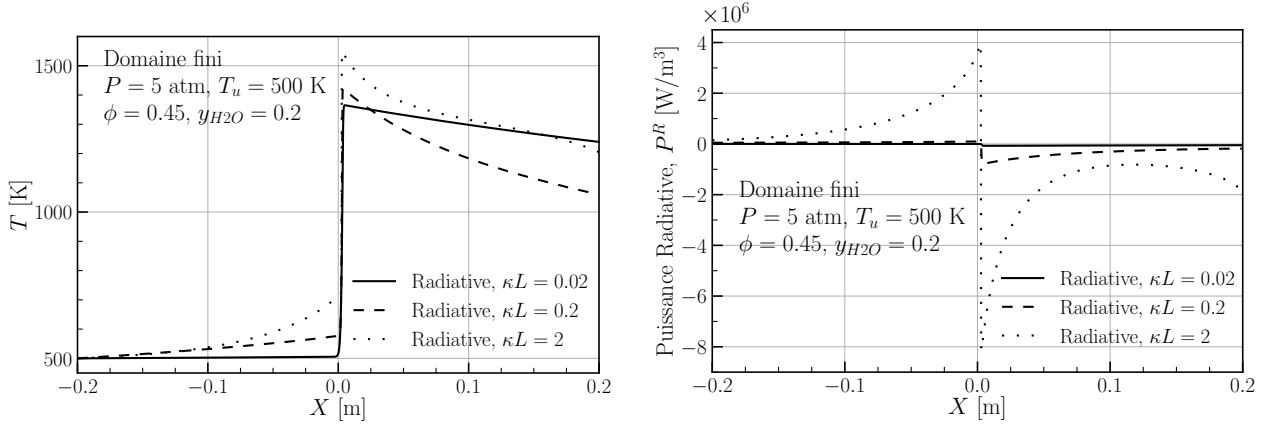 1500
1000
500
T [K]
Domaine fini
P = 5 atm, T_u = 500 K
ϕ = 0.45, y_{H2O} = 0.2
Radiative, κL = 0.02
Radiative, κL = 0.2
Radiative, κL = 2
−0.2 −0.1 0.0 0.1 0.2
X [m]
×10^6
4
2
0
−2
−4
−6
−8
Puissance Radiative, P^R [W/m^3]
Domaine fini
P = 5 atm, T_u = 500 K
ϕ = 0.45, y_{H2O} = 0.2
Radiative, κL = 0.02
Radiative, κL = 0.2
Radiative, κL = 2
−0.2 −0.1 0.0 0.1 0.2
X [m]